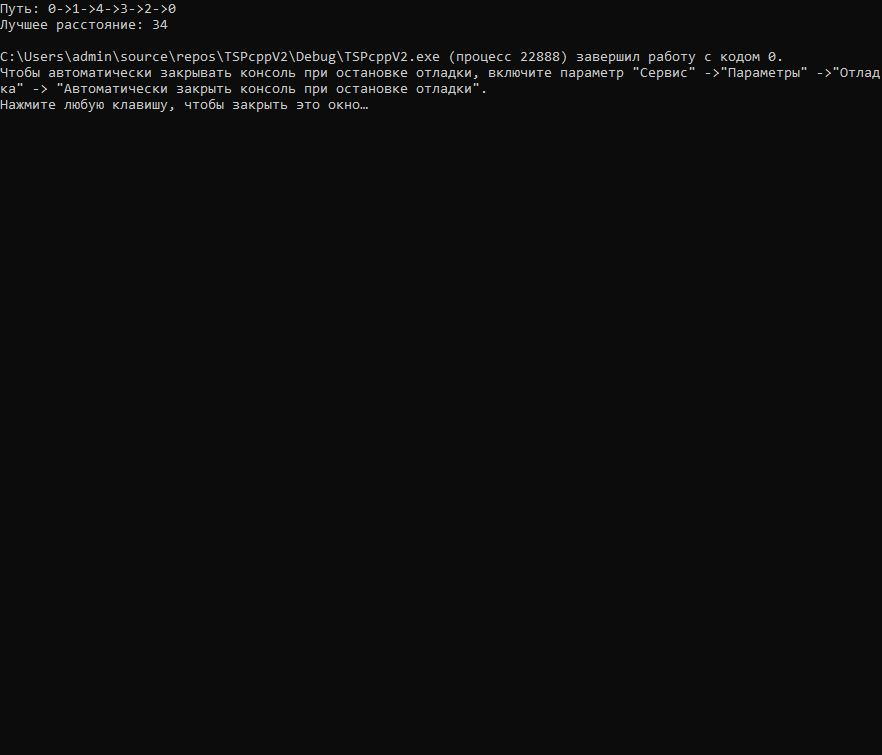 Путь: 0->1->4->3->2->0
Лучшее расстояние: 34
C:\Users\admin\source\repos\TSPcppV2\Debug\TSPcppV2.exe (процесс 22888) завершил работу с кодом 0.
Чтобы автоматически закрывать консоль при остановке отладки, включите параметр "Сервис" ->"Параметры" ->"Отлад
ка" -> "Автоматически закрыть консоль при остановке отладки".
Нажмите любую клавишу, чтобы закрыть это окно…